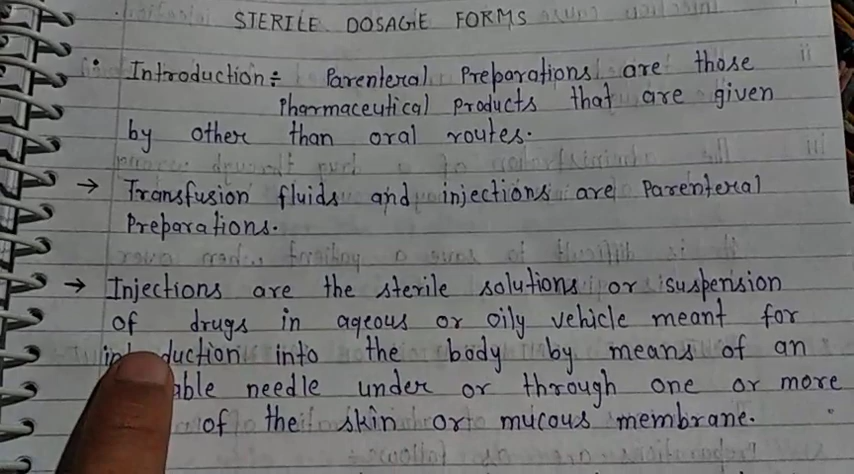 STERILE DOSAGE FORMS
Introduction÷ Parenteral Preparations are those
Pharmaceutical Products that are given
by other than oral routes.
→ Transfusion fluids and injections are Parenteral
Preparations.
→ Injections are the sterile solutions or suspension
of drugs in aqeous or oily vehicle meant for
duction into the body by means of an
able needle under or through one or more
of the skin or mucous membrane.